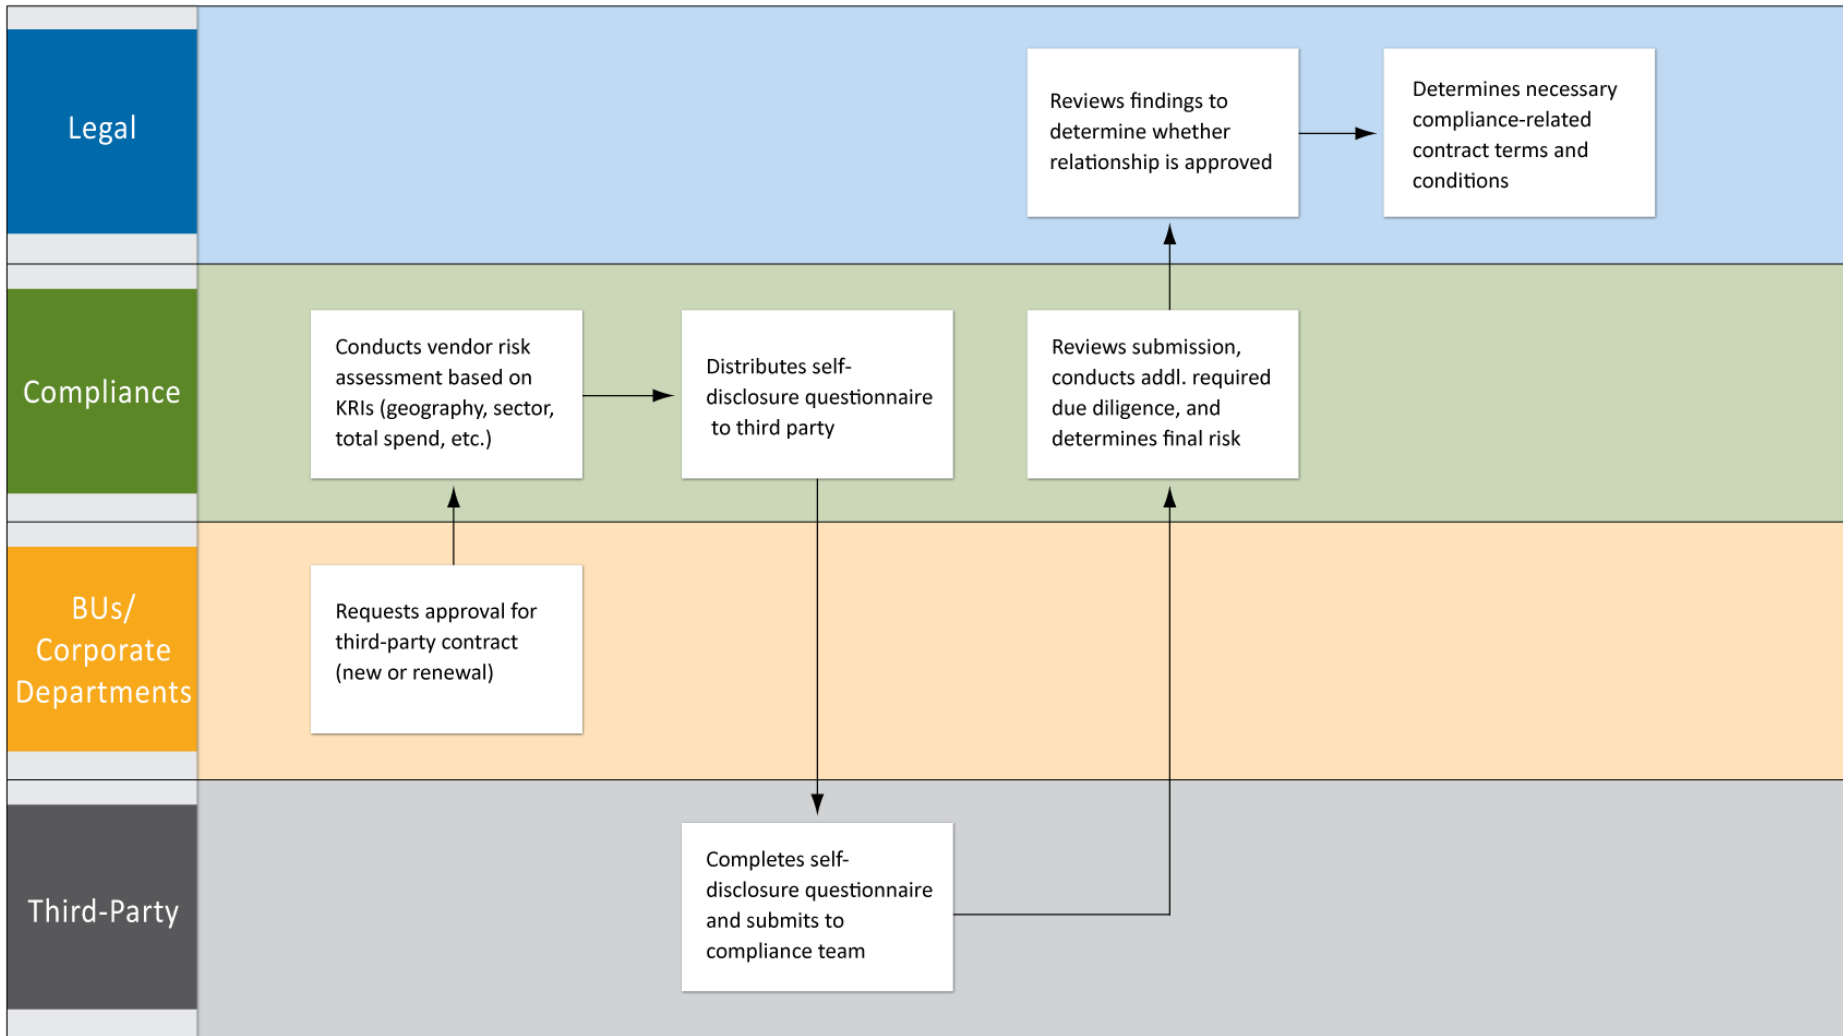 Legal
Reviews findings to
determine whether
relationship is approved
Determines necessary
compliance-related
contract terms and
conditions
Compliance
Conducts vendor risk
assessment based on
KRIs (geography, sector,
total spend, etc.)
Distributes self-
disclosure questionnaire
to third party
Reviews submission,
conducts addl. required
due diligence, and
determines final risk
BUs/
Corporate
Departments
Requests approval for
third-party contract
(new or renewal)
Third-Party
Completes self-
disclosure questionnaire
and submits to
compliance team